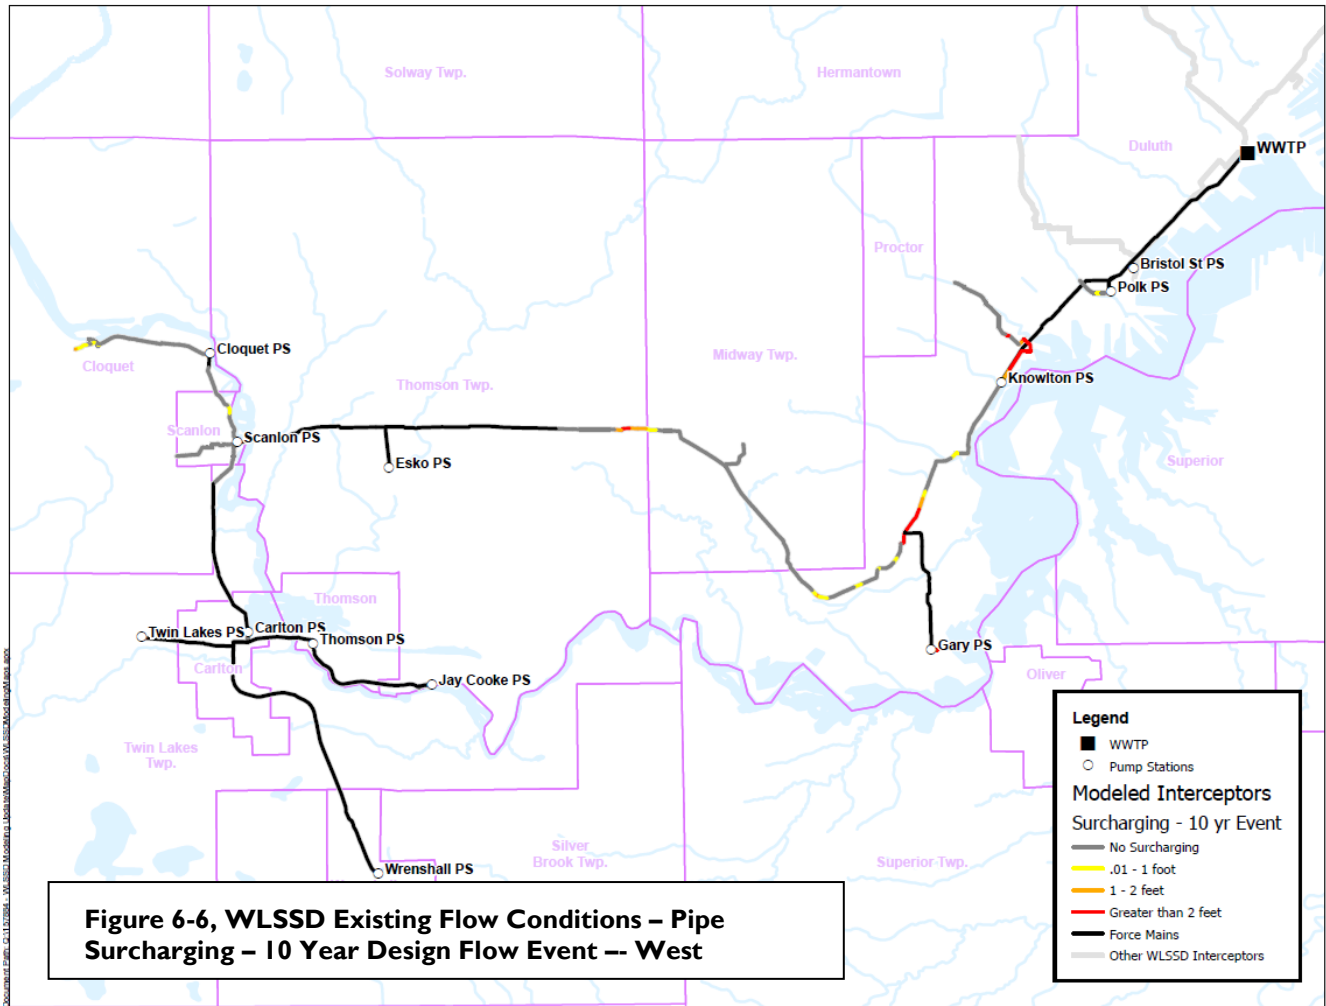 Solway Twp.
Hermantown
Duluth
WWTP
Proctor
Bristol St PS
Polk PS
Cloquet PS
Cloquet
Midway Twp.
Knowlton PS
Thomson Twp.
Scanlon
Scanlon PS
Esko PS
Superior
Thomson
Twin Lakes PS
Carlton PS
Thomson PS
Gary PS
Carlton
Jay Cooke PS
Oliver
Twin Lakes
Twp.
Silver
Brook Twp.
Superior Twp.
Wrenshall PS
Legend
WWTP
Pump Stations
Modeled Interceptors
Surcharging - 10 yr Event
No Surcharging
.01 - 1 foot
1 - 2 feet
Greater than 2 feet
Force Mains
Other WLSSD Interceptors
Figure 6-6, WLSSD Existing Flow Conditions – Pipe
Surcharging – 10 Year Design Flow Event –- West